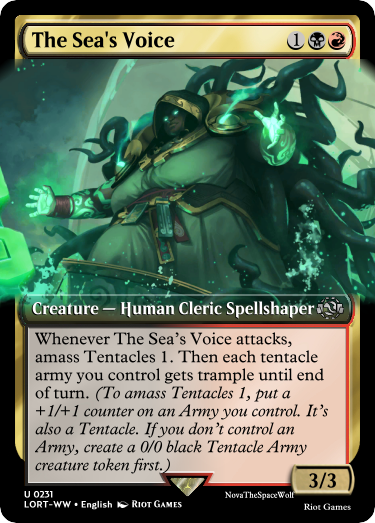 The Sea's Voice 1
Creature — Human Cleric Spellshaper
Whenever The Sea's Voice attacks,
amass Tentacles 1. Then each tentacle
army you control gets trample until end
of turn. (To amass Tentacles 1, put a
+1/+1 counter on an Army you control. It's
also a Tentacle. If you don't control an
Army, create a 0/0 black Tentacle Army
creature token first.)
3/3
U 0231
LORT-WW • English Riot Games
NovaTheSpaceWolf
Riot Games